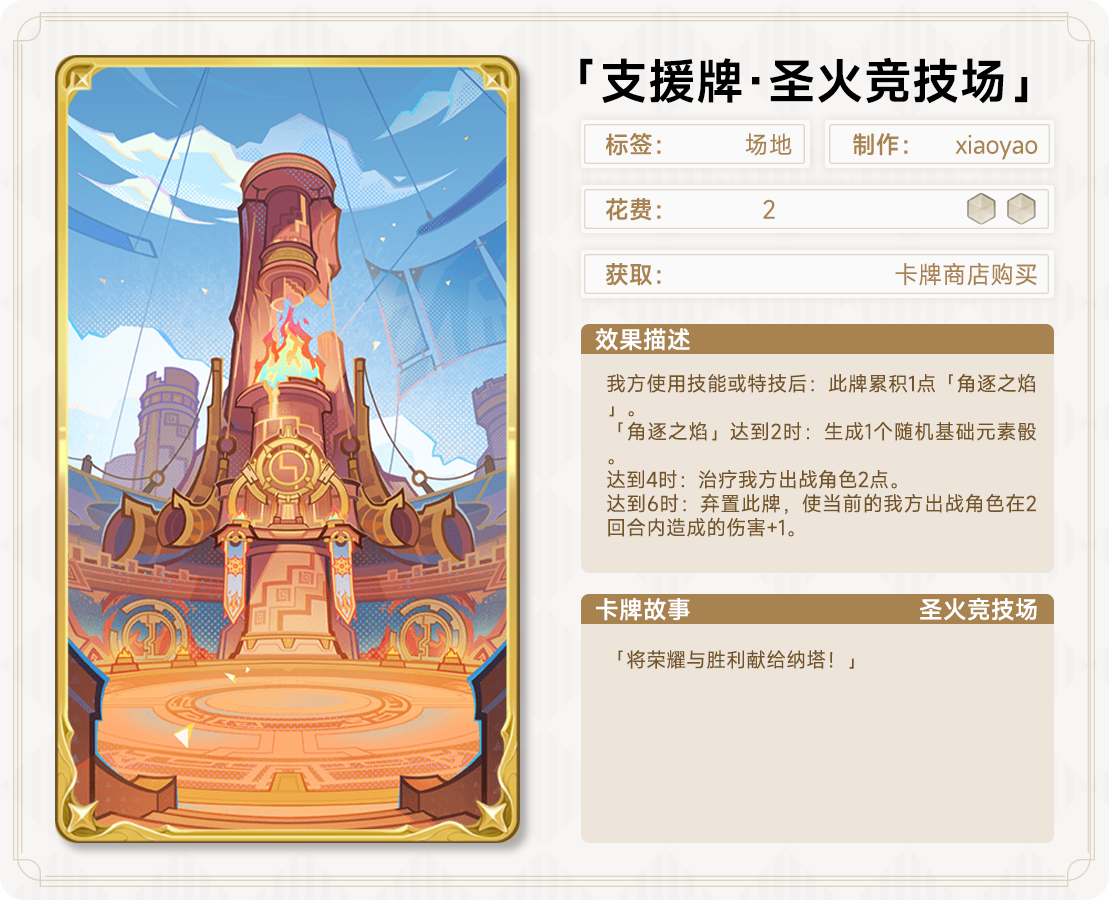 「支援牌·圣火竞技场」
标签： 场地
制作： xiaoyao
花费： 2
获取： 卡牌商店购买
效果描述
我方使用技能或特技后：此牌累积1点「角逐之焰
」。
「角逐之焰」达到2时：生成1个随机基础元素骰
。
达到4时：治疗我方出战角色2点。
达到6时：弃置此牌，使当前的我方出战角色在2
回合内造成的伤害+1。
卡牌故事 圣火竞技场
「将荣耀与胜利献给纳塔！」